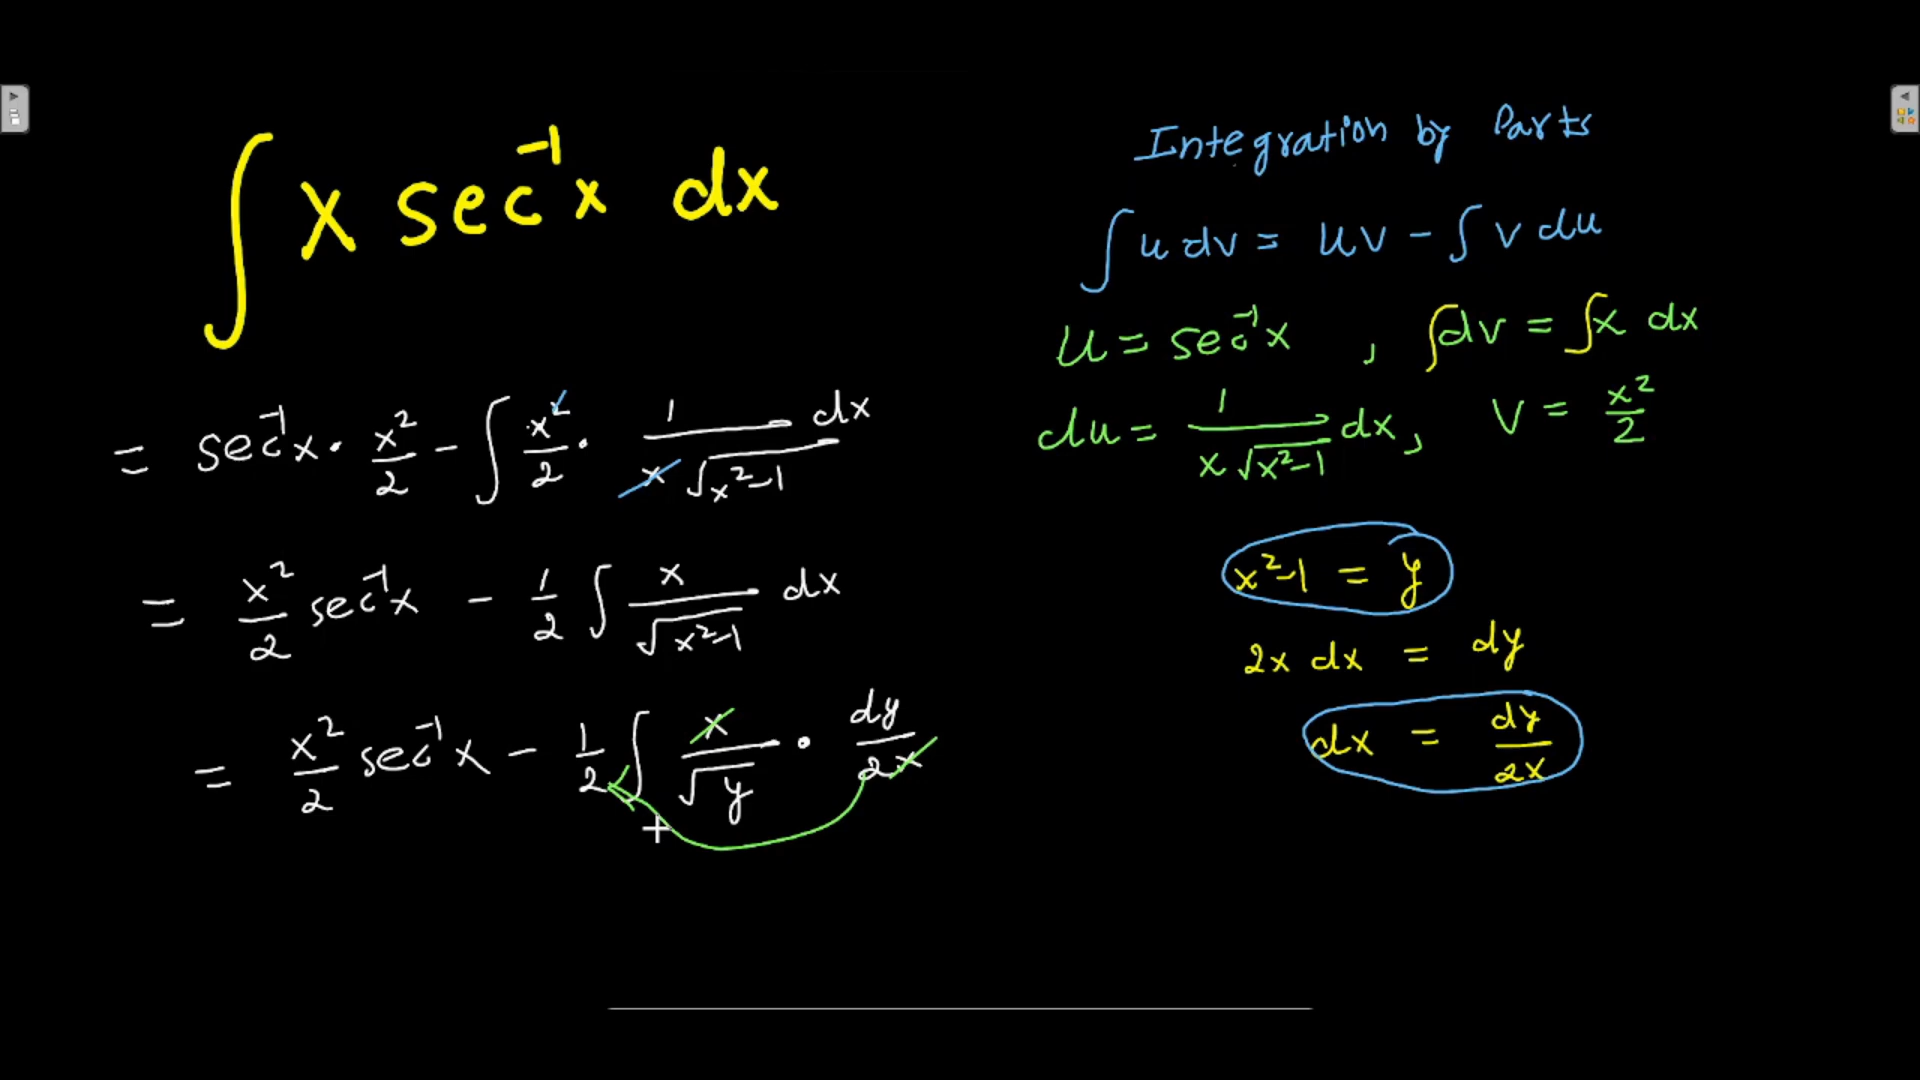 ∫ x sec⁻¹x dx
= sec⁻¹x · x²/2 - ∫ x²/2 · 1/(x√(x²-1)) dx
= x²/2 sec⁻¹x - 1/2 ∫ x/√(x²-1) dx
= x²/2 sec⁻¹x - 1/2 ∫ x/√y · dy/2x
Integration by Parts
∫ u dv = uv - ∫ v du
u = sec⁻¹x , ∫dv = ∫x dx
du = 1/(x√(x²-1)) dx, v = x²/2
x²-1 = y
2x dx = dy
dx = dy/2x